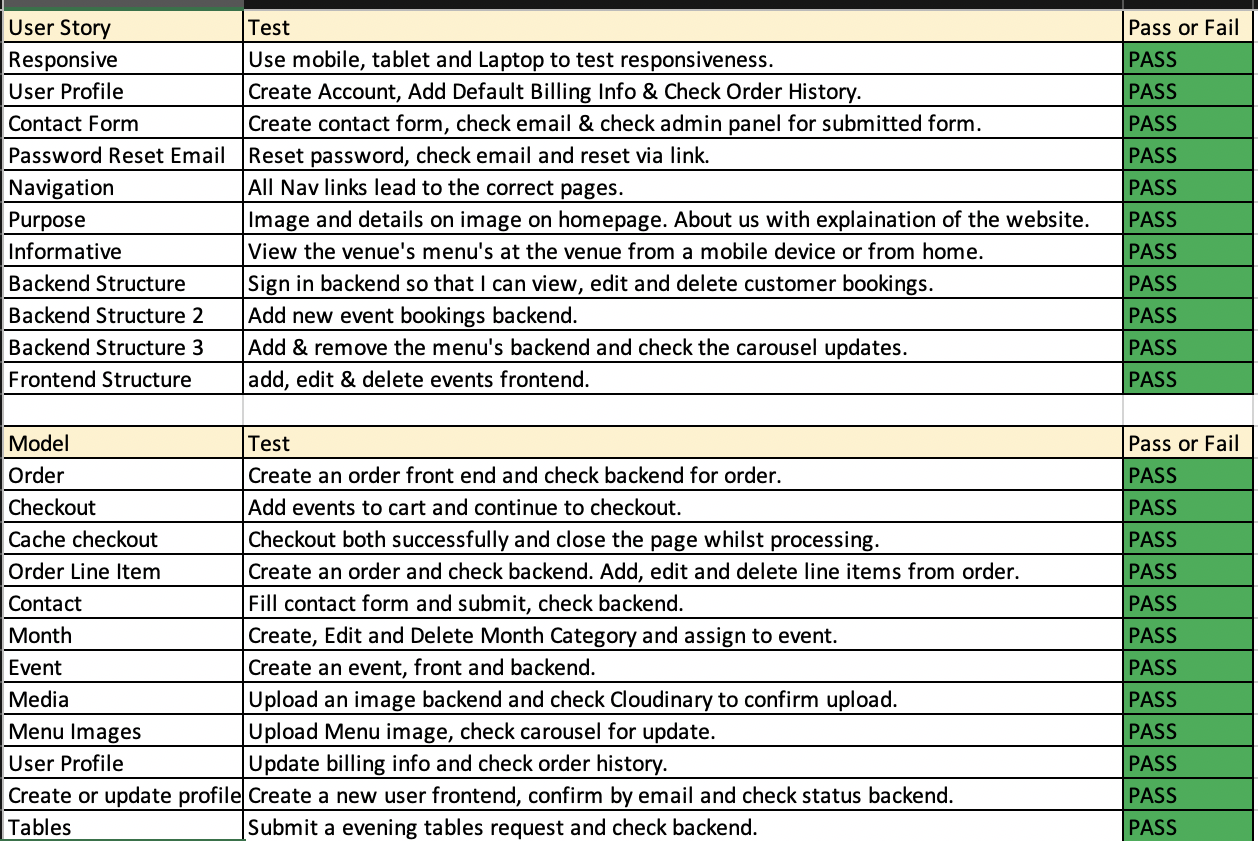 User Story Test Pass or Fail
Responsive Use mobile, tablet and Laptop to test responsiveness. PASS
User Profile Create Account, Add Default Billing Info & Check Order History. PASS
Contact Form Create contact form, check email & check admin panel for submitted form. PASS
Password Reset Email Reset password, check email and reset via link. PASS
Navigation All Nav links lead to the correct pages. PASS
Purpose Image and details on image on homepage. About us with explaination of the website. PASS
Informative View the venue's menu's at the venue from a mobile device or from home. PASS
Backend Structure Sign in backend so that I can view, edit and delete customer bookings. PASS
Backend Structure 2 Add new event bookings backend. PASS
Backend Structure 3 Add & remove the menu's backend and check the carousel updates. PASS
Frontend Structure add, edit & delete events frontend. PASS
Model Test Pass or Fail
Order Create an order front end and check backend for order. PASS
Checkout Add events to cart and continue to checkout. PASS
Cache checkout Checkout both successfully and close the page whilst processing. PASS
Order Line Item Create an order and check backend. Add, edit and delete line items from order. PASS
Contact Fill contact form and submit, check backend. PASS
Month Create, Edit and Delete Month Category and assign to event. PASS
Event Create an event, front and backend. PASS
Media Upload an image backend and check Cloudinary to confirm upload. PASS
Menu Images Upload Menu image, check carousel for update. PASS
User Profile Update billing info and check order history. PASS
Create or update profile Create a new user frontend, confirm by email and check status backend. PASS
Tables Submit a evening tables request and check backend. PASS